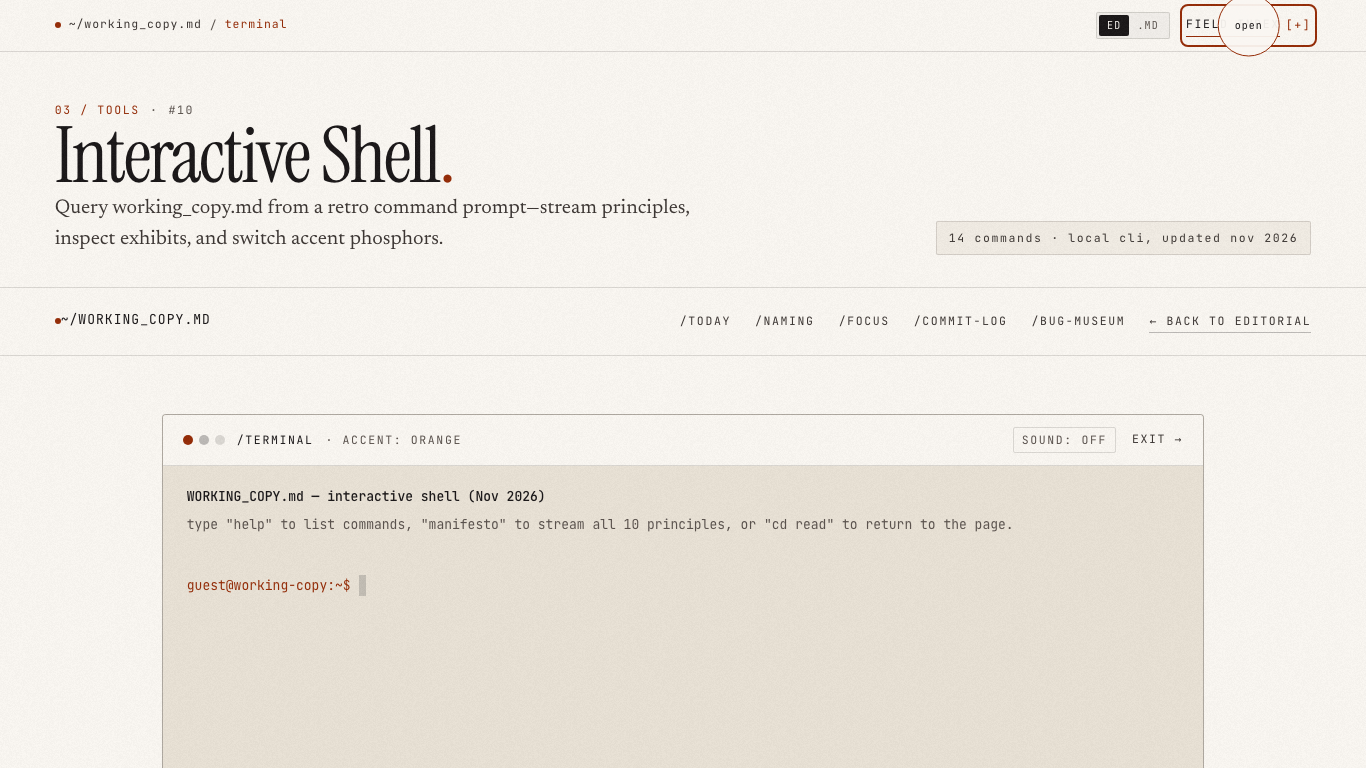 ~/working_copy.md / terminal
ED .MD
open [+]
03 / TOOLS · #10
Interactive Shell.
Query working_copy.md from a retro command prompt—stream principles,
inspect exhibits, and switch accent phosphors.
14 commands · local cli, updated nov 2026
~/WORKING_COPY.MD
/TODAY /NAMING /FOCUS /COMMIT-LOG /BUG-MUSEUM ← BACK TO EDITORIAL
/TERMINAL · ACCENT: ORANGE
SOUND: OFF EXIT →
WORKING_COPY.md — interactive shell (Nov 2026)
type "help" to list commands, "manifesto" to stream all 10 principles, or "cd read" to return to the page.
guest@working-copy:~$